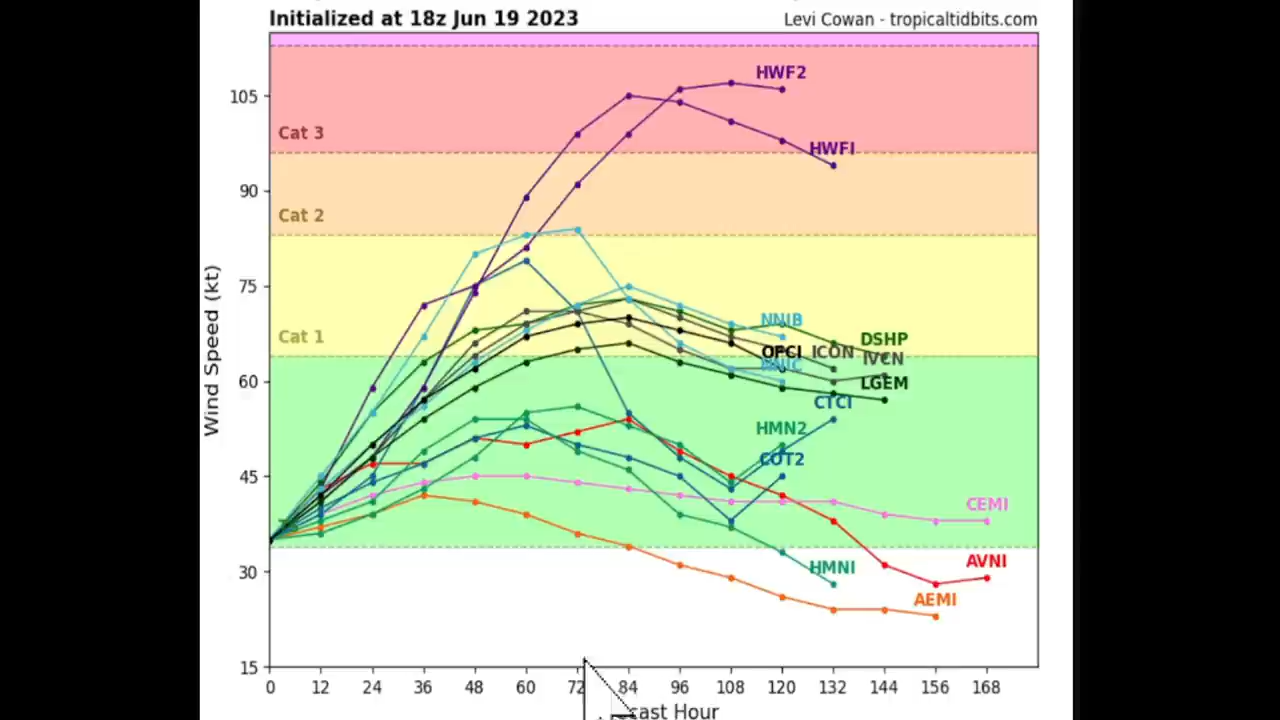 Initialized at 18z Jun 19 2023
Levi Cowan - tropicaltidbits.com
HWF2
105
Cat 3
HWFI
90
Cat 2
Wind Speed (kt)
75
NNIB
Cat 1
DSHP
OFCI
ICON
IVCN
NNIC
60
LGEM
CTCI
HMN2
COT2
45
CEMI
AVNI
30
HMNI
AEMI
15
0 12 24 36 48 60 72 84 96 108 120 132 144 156 168
cast Hour